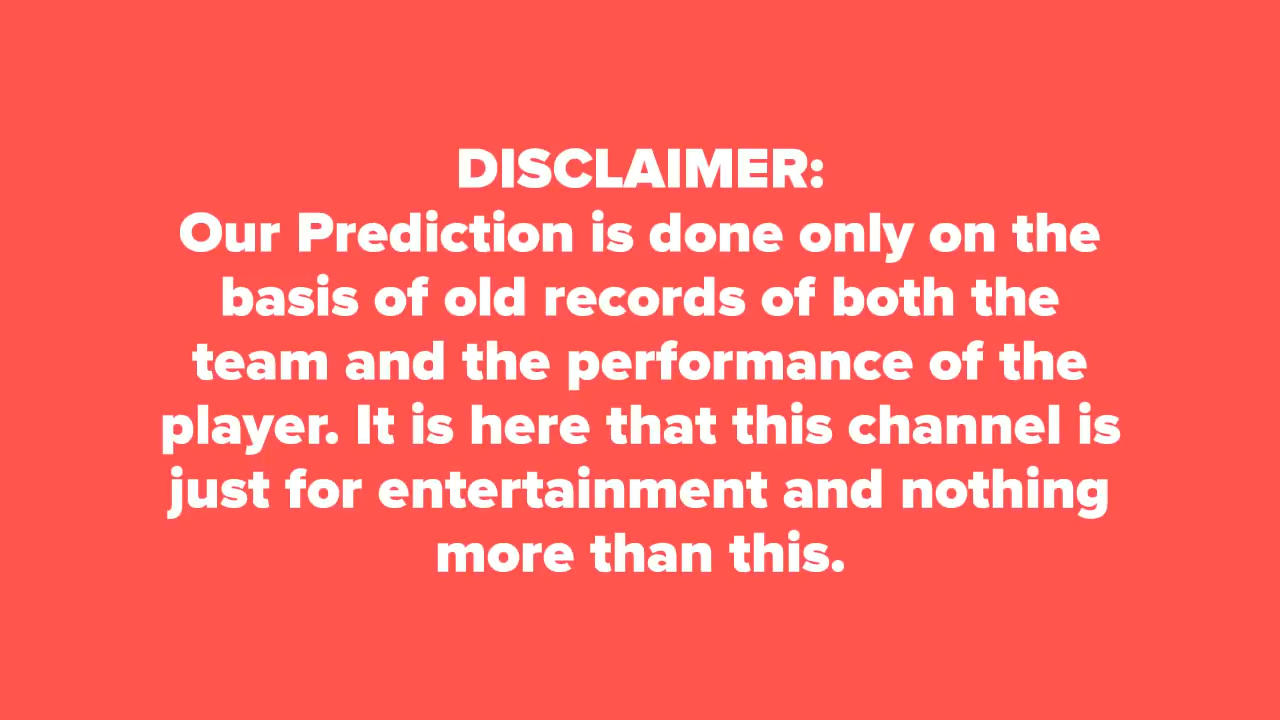 DISCLAIMER:
Our Prediction is done only on the
basis of old records of both the
team and the performance of the
player. It is here that this channel is
just for entertainment and nothing
more than this.